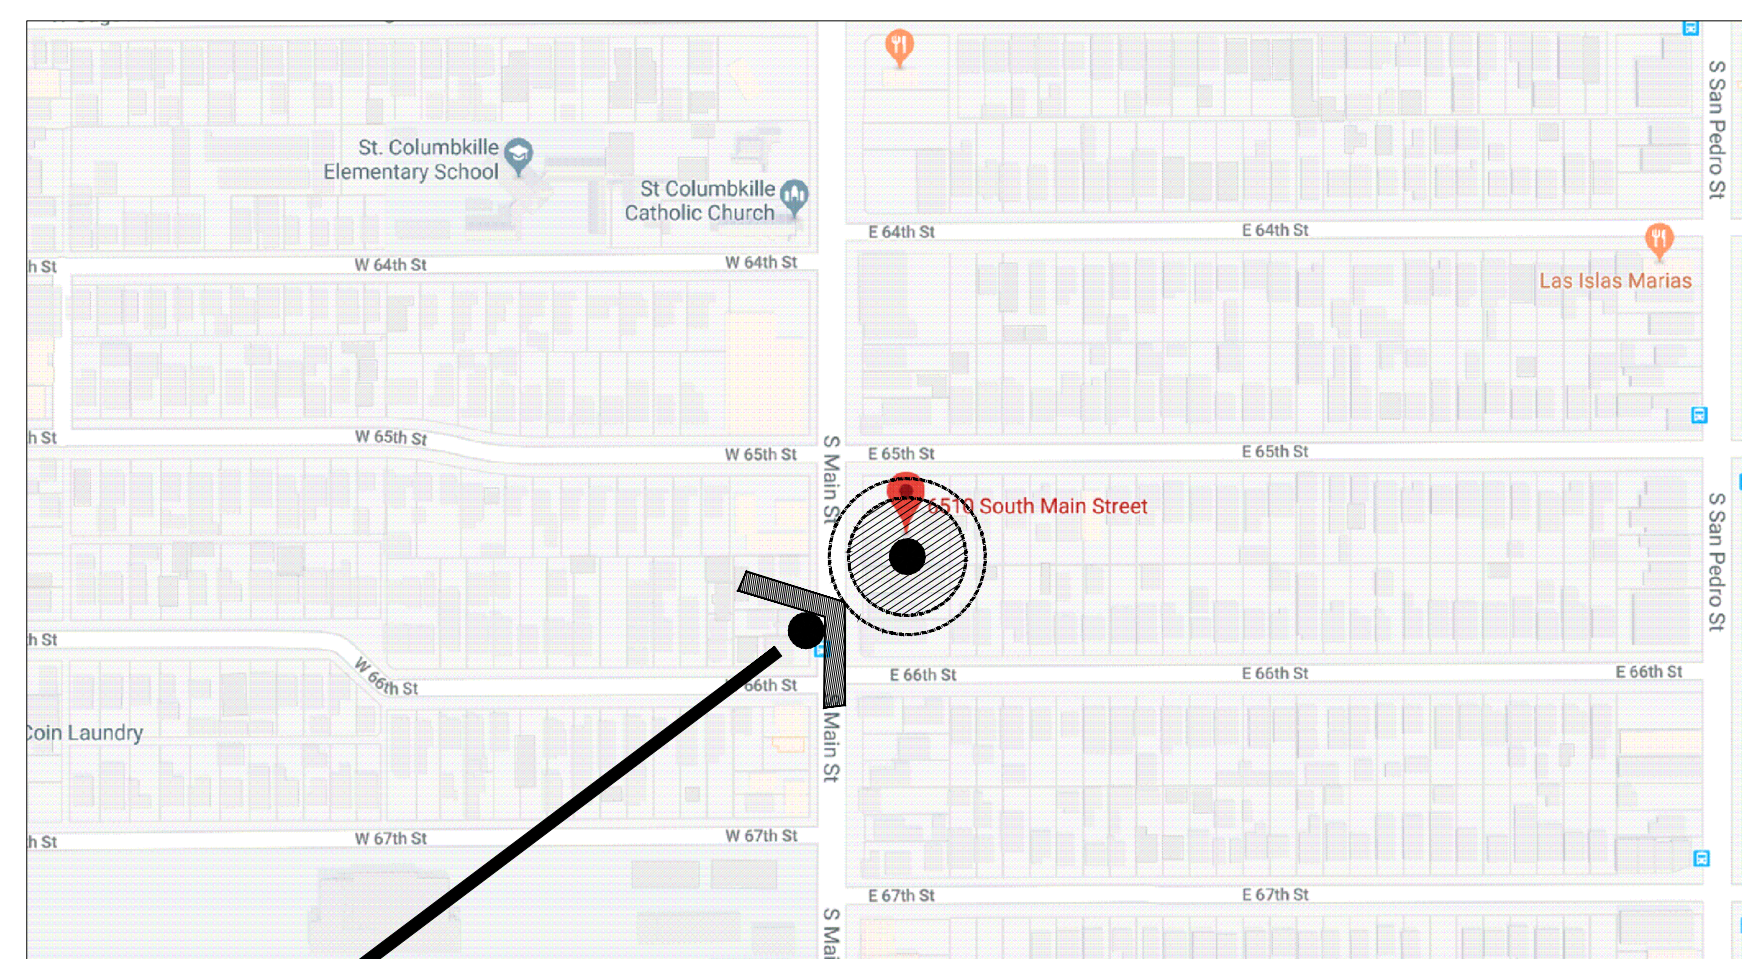 St. Columbkille
Elementary School
St Columbkille
Catholic Church
S San Pedro St
E 64th St
E 64th St
Las Islas Marias
h St
W 64th St
W 64th St
h St
W 65th St
W 65th St
S Main St
E 65th St
E 65th St
6510 South Main Street
S San Pedro St
h St
W 66th St
66th St
E 66th St
E 66th St
E 66th St
Coin Laundry
Main St
h St
W 67th St
W 67th St
E 67th St
E 67th St
S Mai